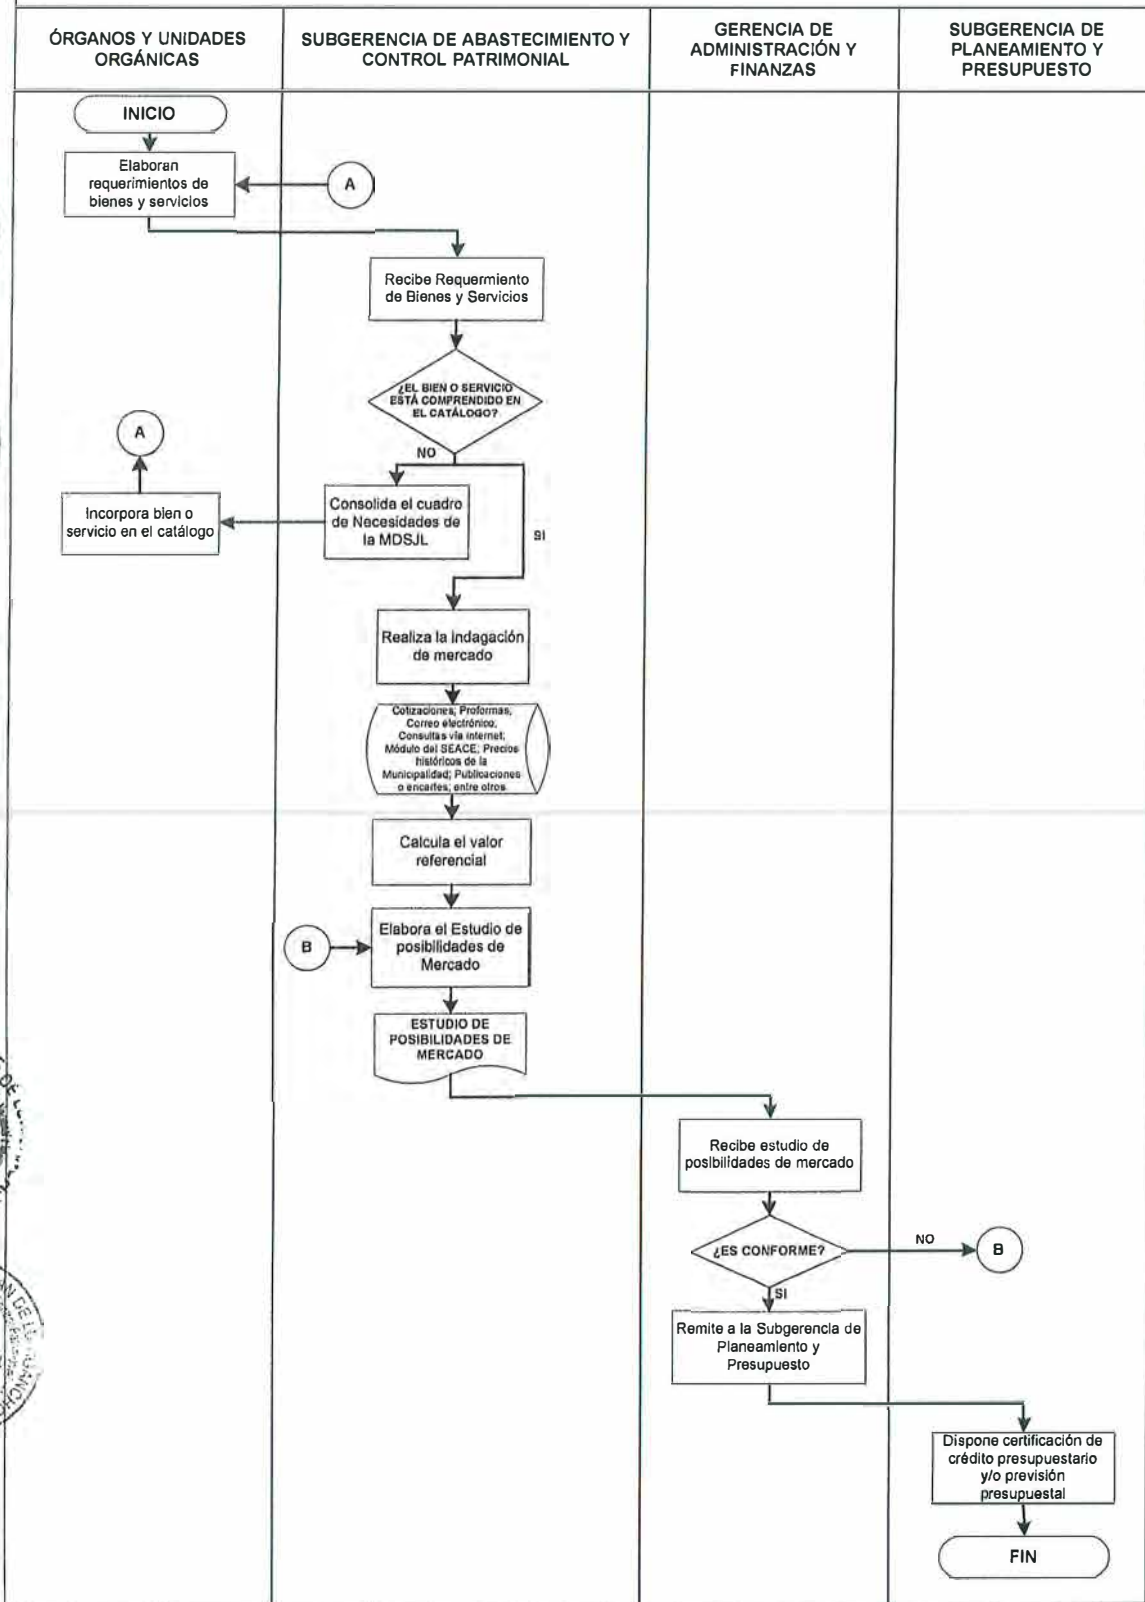 ÓRGANOS Y UNIDADES
ORGÁNICAS
SUBGERENCIA DE ABASTECIMIENTO Y
CONTROL PATRIMONIAL
GERENCIA DE
ADMINISTRACIÓN Y
FINANZAS
SUBGERENCIA DE
PLANEAMIENTO Y
PRESUPUESTO
INICIO
Elaboran
requerimientos de
bienes y servicios
A
Recibe Requermiento
de Bienes y Servicios
¿EL BIEN O SERVICIO
ESTÁ COMPRENDIDO EN
EL CATÁLOGO?
NO
SI
A
Incorpora bien o
servicio en el catálogo
Consolida el cuadro
de Necesidades de
la MDSJL
Realiza la indagación
de mercado
Cotizaciones; Proformas;
Correo electrónico;
Consultas vía internet;
Módulo del SEACE; Precios
históricos de la
Municipalidad; Publicaciones
o encartes; entre otros
Calcula el valor
referencial
B
Elabora el Estudio de
posibilidades de
Mercado
ESTUDIO DE
POSIBILIDADES DE
MERCADO
Recibe estudio de
posibilidades de mercado
¿ES CONFORME?
NO
B
SI
Remite a la Subgerencia de
Planeamiento y
Presupuesto
Dispone certificación de
crédito presupuestario
y/o previsión
presupuestal
FIN